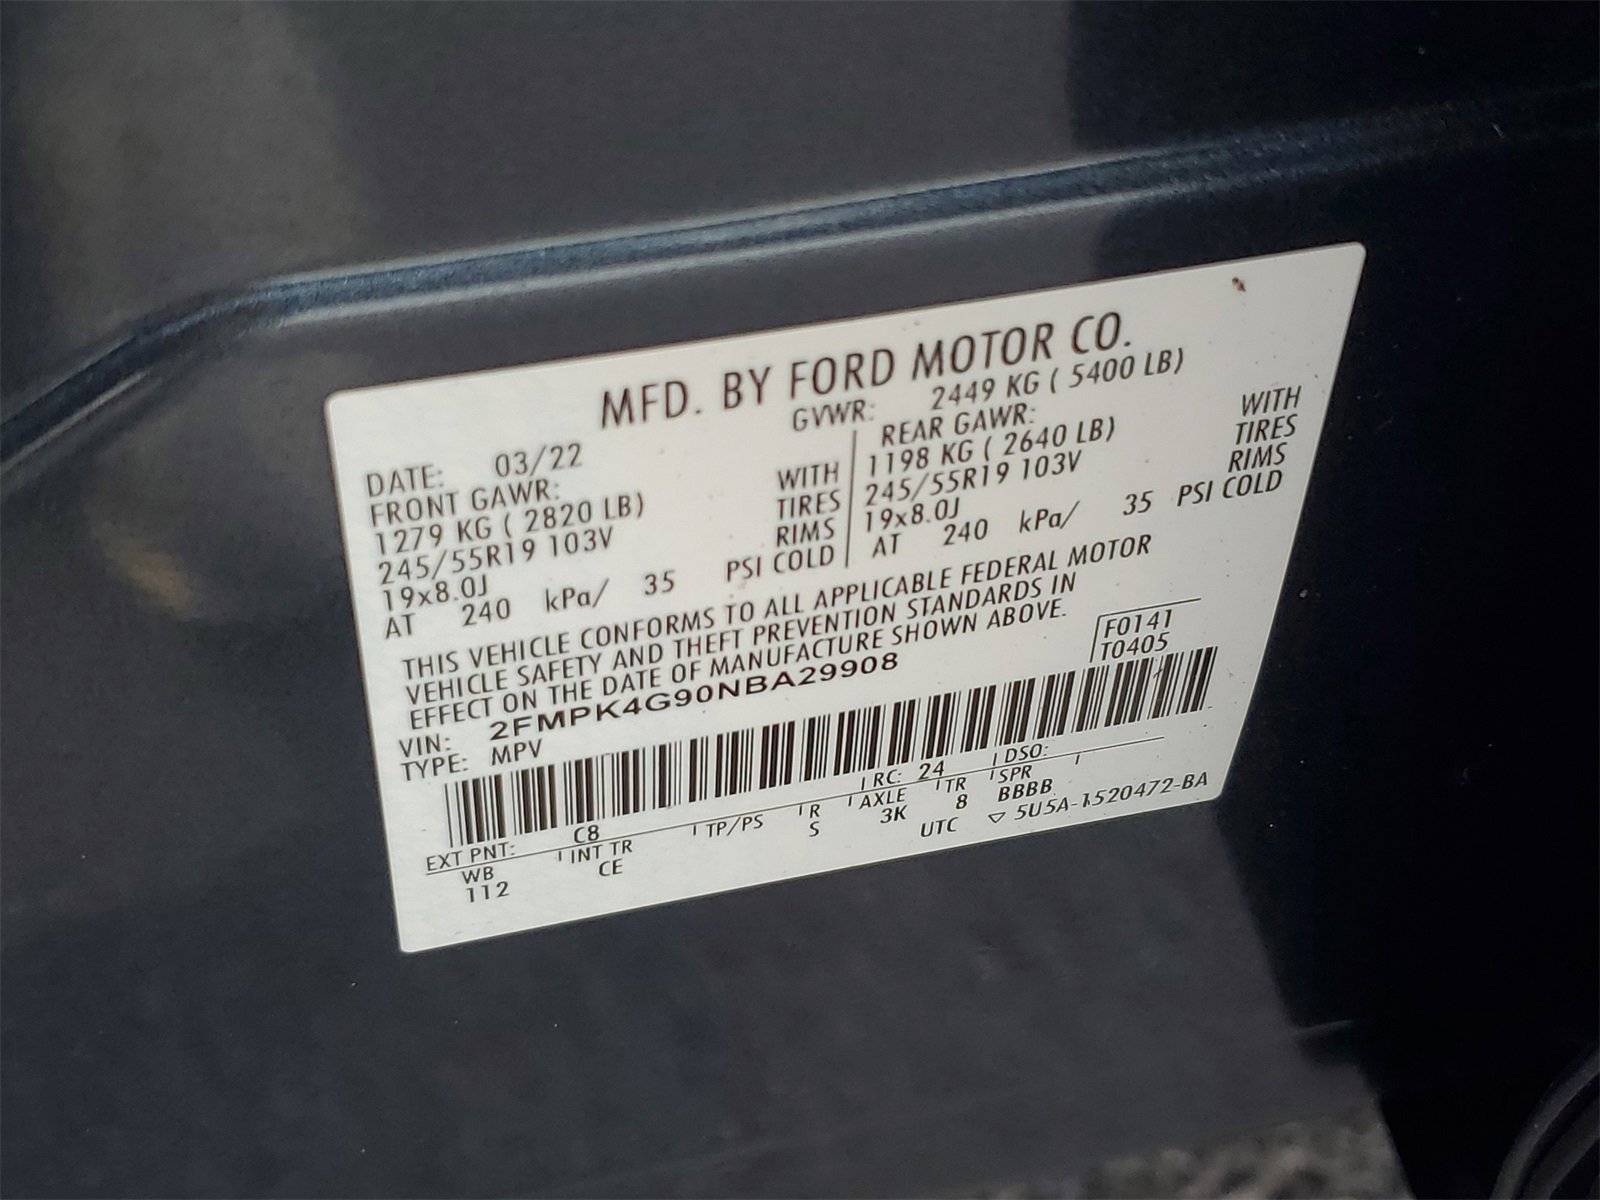 MFD. BY FORD MOTOR CO.
DATE: 03/22 GVWR: 2449 KG ( 5400 LB)
FRONT GAWR: REAR GAWR:
1279 KG ( 2820 LB) WITH 1198 KG ( 2640 LB) WITH
245/55R19 103V TIRES 245/55R19 103V TIRES
19x8.0J RIMS 19x8.0J RIMS
AT 240 kPa/ 35 PSI COLD AT 240 kPa/ 35 PSI COLD
THIS VEHICLE CONFORMS TO ALL APPLICABLE FEDERAL MOTOR
VEHICLE SAFETY AND THEFT PREVENTION STANDARDS IN
EFFECT ON THE DATE OF MANUFACTURE SHOWN ABOVE.
VIN: 2FMPK4G90NBA29908 F0141
TYPE: MPV T0405
EXT PNT: C8 RC: 24 DSO:
WB INT TR TP/PS R AXLE TR SPR
112 CE S 3K 8 BBBB
UTC ▽ 5U5A-1520472-BA